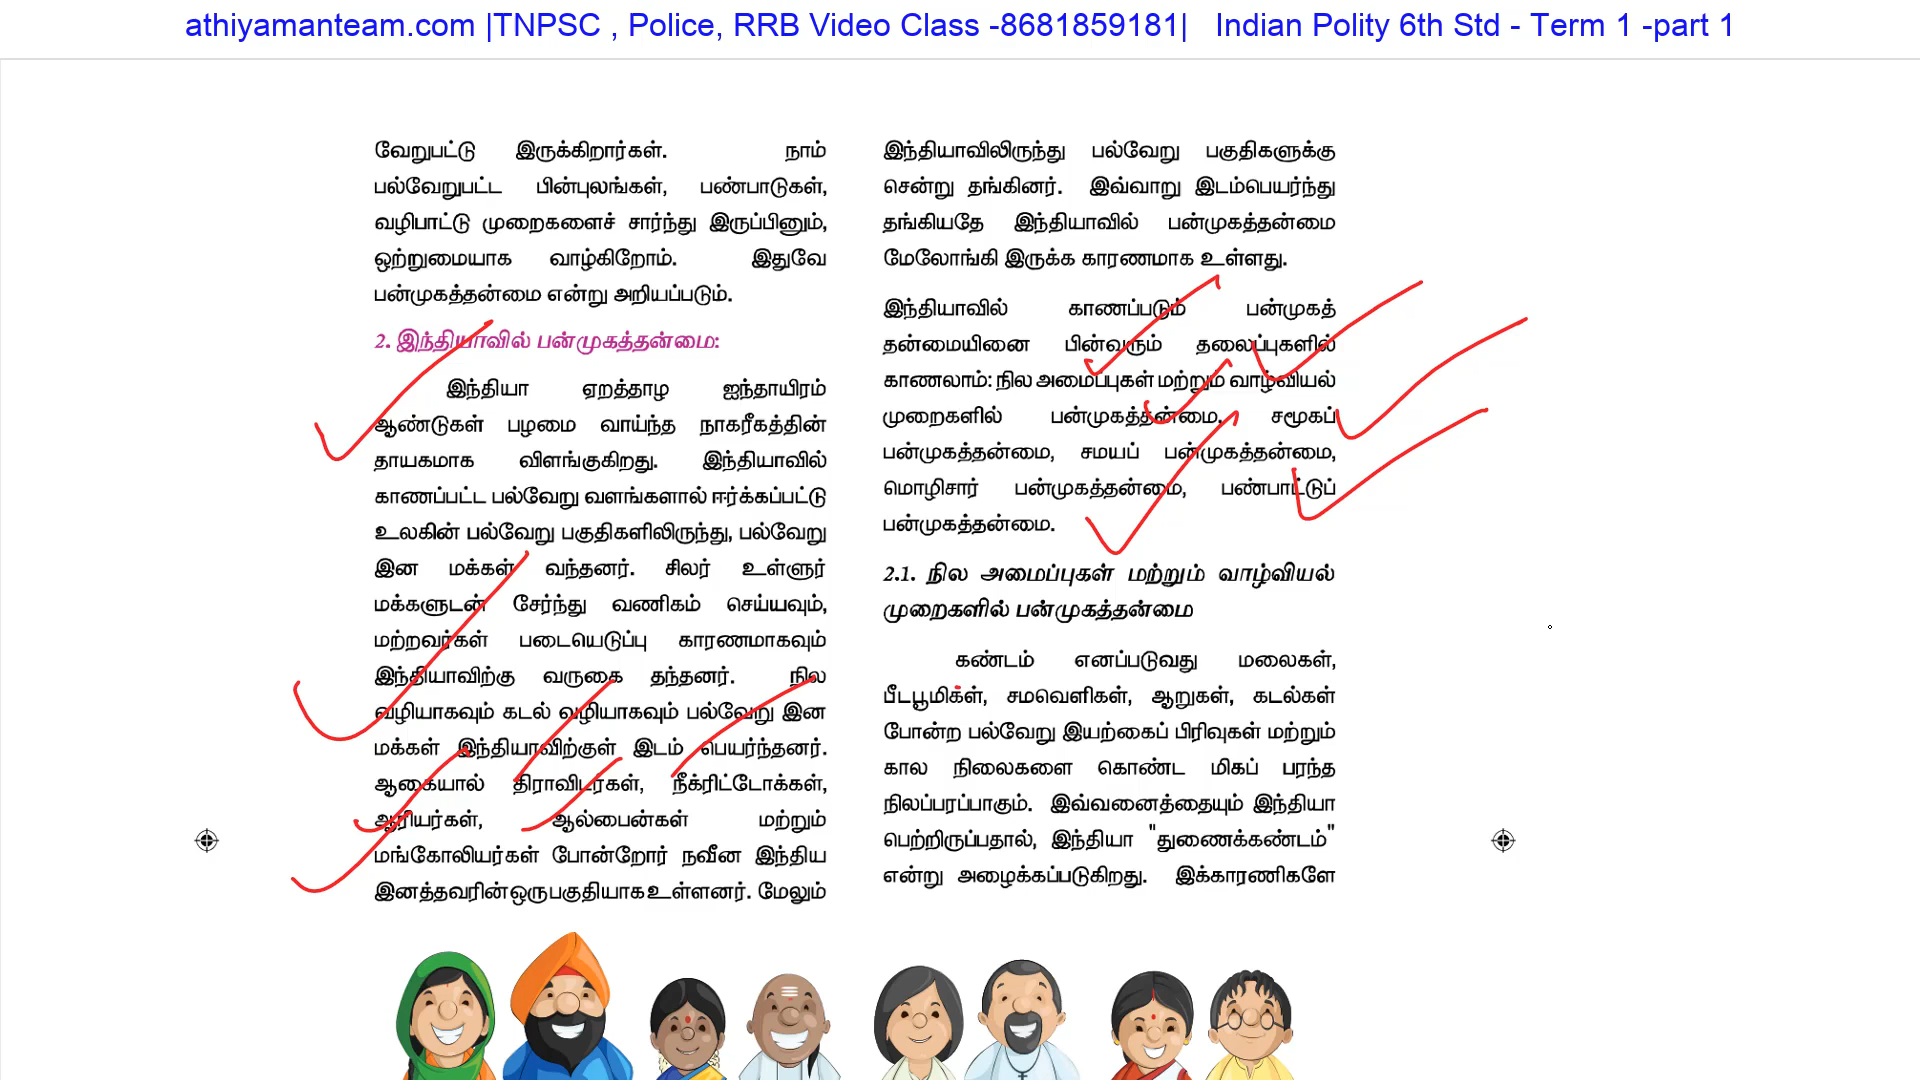 athiyamanteam.com |TNPSC , Police, RRB Video Class -8681859181| Indian Polity 6th Std - Term 1 -part 1
வேறுபட்டு இருக்கிறார்கள். நாம்
பல்வேறுபட்ட பின்புலங்கள், பண்பாடுகள்,
வழிபாட்டு முறைகளைச் சார்ந்து இருப்பினும்,
ஒற்றுமையாக வாழ்கிறோம். இதுவே
பன்முகத்தன்மை என்று அறியப்படும்.
2. இந்தியாவில் பன்முகத்தன்மை:
இந்தியா ஏறத்தாழ ஐந்தாயிரம்
ஆண்டுகள் பழமை வாய்ந்த நாகரீகத்தின்
தாயகமாக விளங்குகிறது. இந்தியாவில்
காணப்பட்ட பல்வேறு வளங்களால் ஈர்க்கப்பட்டு
உலகின் பல்வேறு பகுதிகளிலிருந்து, பல்வேறு
இன மக்கள் வந்தனர். சிலர் உள்ளுர்
மக்களுடன் சேர்ந்து வணிகம் செய்யவும்,
மற்றவர்கள் படையெடுப்பு காரணமாகவும்
இந்தியாவிற்கு வருகை தந்தனர். நில
வழியாகவும் கடல் வழியாகவும் பல்வேறு இன
மக்கள் இந்தியாவிற்குள் இடம் பெயர்ந்தனர்.
ஆகையால் திராவிடர்கள், நீக்ரிட்டோக்கள்,
ஆரியர்கள், ஆல்பைன்கள் மற்றும்
மங்கோலியர்கள் போன்றோர் நவீன இந்திய
இனத்தவரின் ஒரு பகுதியாக உள்ளனர். மேலும்
இந்தியாவிலிருந்து பல்வேறு பகுதிகளுக்கு
சென்று தங்கினர். இவ்வாறு இடம்பெயர்ந்து
தங்கியதே இந்தியாவில் பன்முகத்தன்மை
மேலோங்கி இருக்க காரணமாக உள்ளது.
இந்தியாவில் காணப்படும் பன்முகத்
தன்மையினை பின்வரும் தலைப்புகளில்
காணலாம்: நில அமைப்புகள் மற்றும் வாழ்வியல்
முறைகளில் பன்முகத்தன்மை, சமூகப்
பன்முகத்தன்மை, சமயப் பன்முகத்தன்மை,
மொழிசார் பன்முகத்தன்மை, பண்பாட்டுப்
பன்முகத்தன்மை.
2.1. நில அமைப்புகள் மற்றும் வாழ்வியல்
முறைகளில் பன்முகத்தன்மை
கண்டம் எனப்படுவது மலைகள்,
பீடபூமிகள், சமவெளிகள், ஆறுகள், கடல்கள்
போன்ற பல்வேறு இயற்கைப் பிரிவுகள் மற்றும்
கால நிலைகளை கொண்ட மிகப் பரந்த
நிலப்பரப்பாகும். இவ்வனைத்தையும் இந்தியா
பெற்றிருப்பதால், இந்தியா "துணைக்கண்டம்"
என்று அழைக்கப்படுகிறது. இக்காரணிகளே